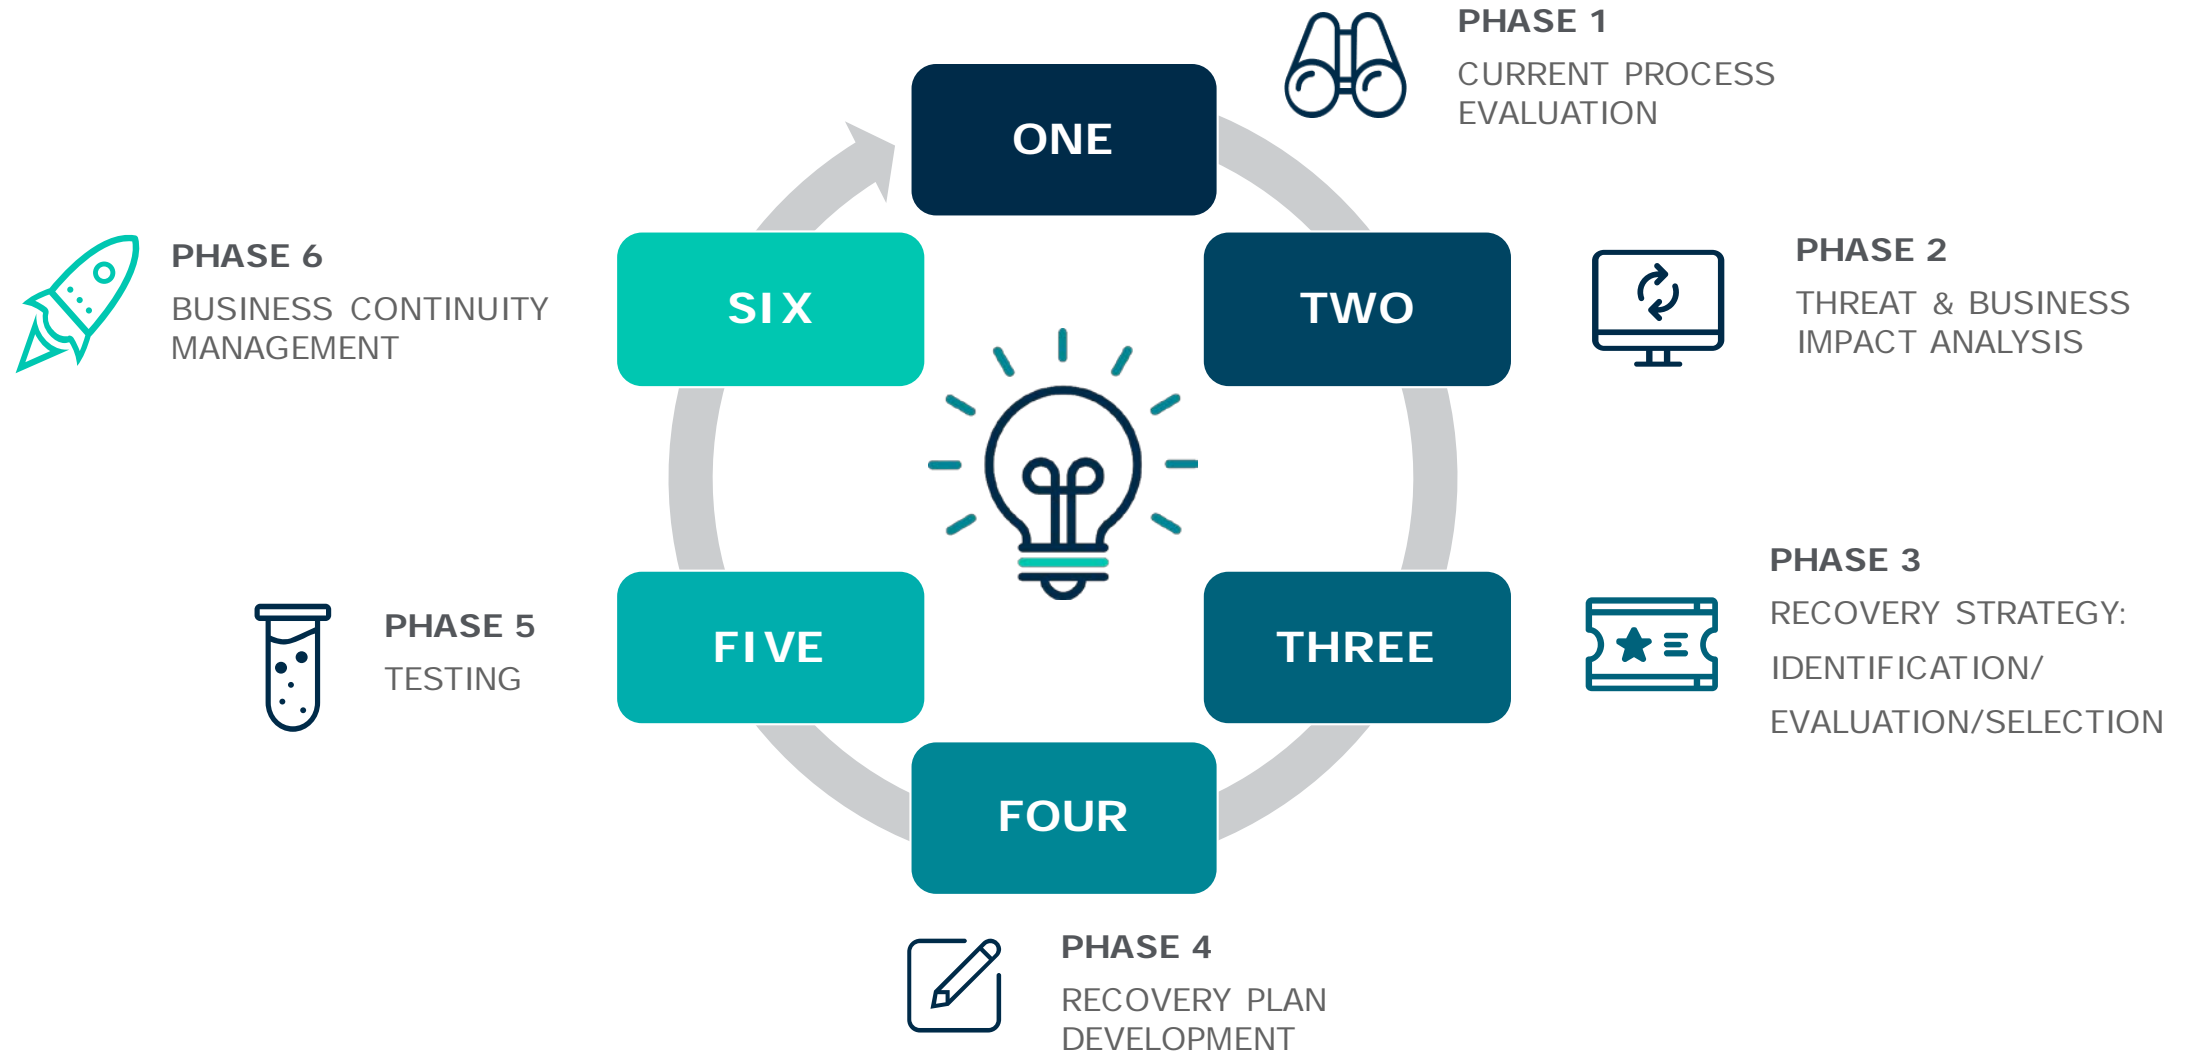 PHASE 1
CURRENT PROCESS
EVALUATION
ONE
PHASE 2
THREAT & BUSINESS
IMPACT ANALYSIS
TWO
PHASE 3
RECOVERY STRATEGY:
IDENTIFICATION/
EVALUATION/SELECTION
THREE
FOUR
PHASE 4
RECOVERY PLAN
DEVELOPMENT
FIVE
PHASE 5
TESTING
SIX
PHASE 6
BUSINESS CONTINUITY
MANAGEMENT